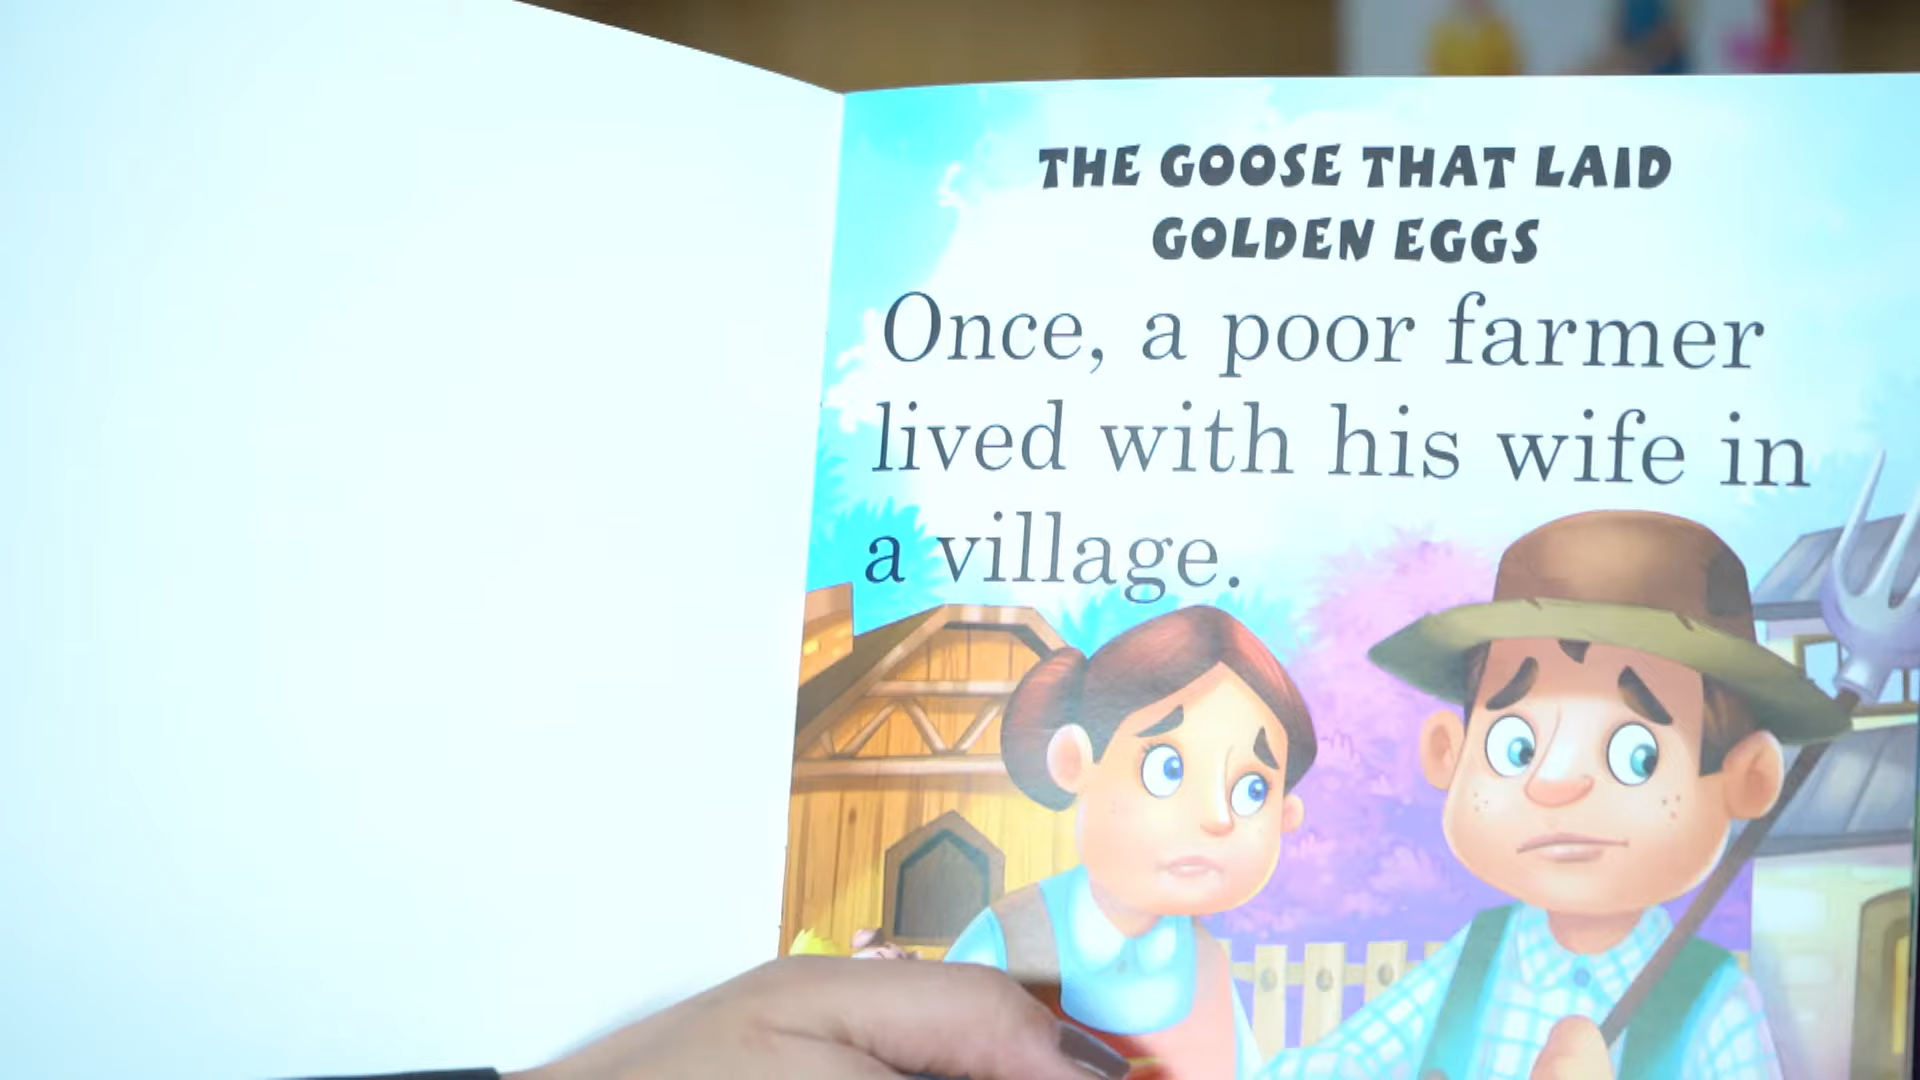 THE GOOSE THAT LAID
GOLDEN EGGS
Once, a poor farmer
lived with his wife in
a village.